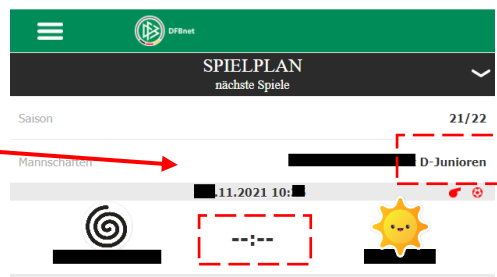 DFBnet
SPIELPLAN
nächste Spiele
Saison 21/22
Mannschaften D-Junioren
.11.2021 10:
--:--